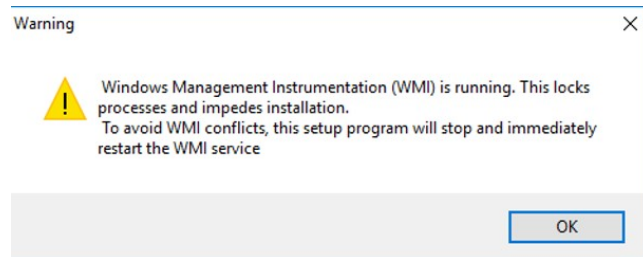 Warning
Windows Management Instrumentation (WMI) is running. This locks
processes and impedes installation.
To avoid WMI conflicts, this setup program will stop and immediately
restart the WMI service
OK